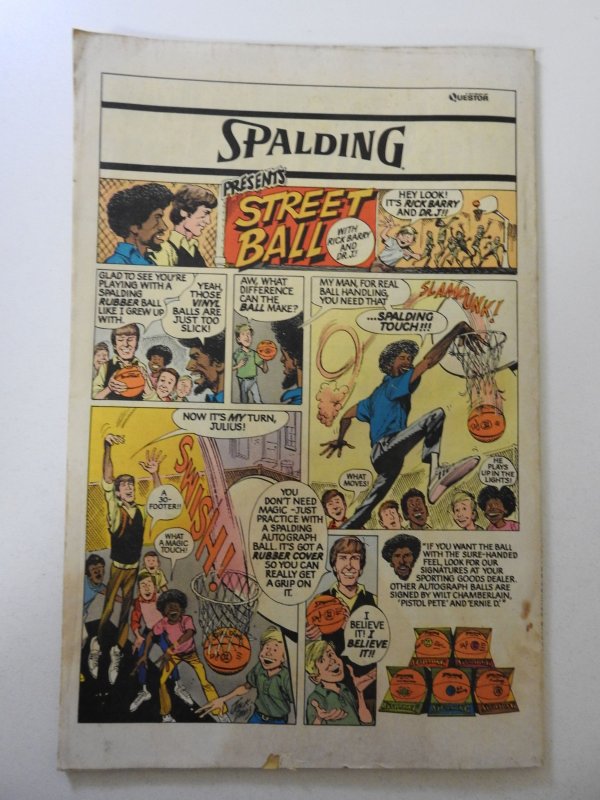 QUESTOR
SPALDING
PRESENTS
STREET
BALL
WITH
RICK BARRY
AND
DR. J!
HEY LOOK!
IT'S RICK BARRY
AND DR. J!!
GLAD TO SEE YOU'RE
PLAYING WITH A
SPALDING
RUBBER BALL
LIKE I GREW UP
WITH.
YEAH,
THOSE
VINYL
BALLS ARE
JUST TOO
SLICK!
AW, WHAT
DIFFERENCE
CAN THE
BALL MAKE?
MY MAN, FOR REAL
BALL HANDLING,
YOU NEED THAT
...SPALDING
TOUCH!!!
SLAM DUNK!
WHAT
MOVES!
HE
PLAYS
UP IN THE
LIGHTS!
NOW IT'S MY TURN,
JULIUS!
A
30-
FOOTER!!
WHAT
A MAGIC
TOUCH!
SWISH!
YOU
DON'T NEED
MAGIC - JUST
PRACTICE WITH
A SPALDING
AUTOGRAPH
BALL. IT'S GOT A
RUBBER COVER
SO YOU CAN
REALLY GET
A GRIP ON
IT.
I
BELIEVE
IT! I
BELIEVE
IT!!
"IF YOU WANT THE BALL
WITH THE SURE-HANDED
FEEL, LOOK FOR OUR
SIGNATURES AT YOUR
SPORTING GOODS DEALER.
OTHER AUTOGRAPH BALLS ARE
SIGNED BY WILT CHAMBERLAIN,
'PISTOL PETE' AND 'ERNIE D.'"